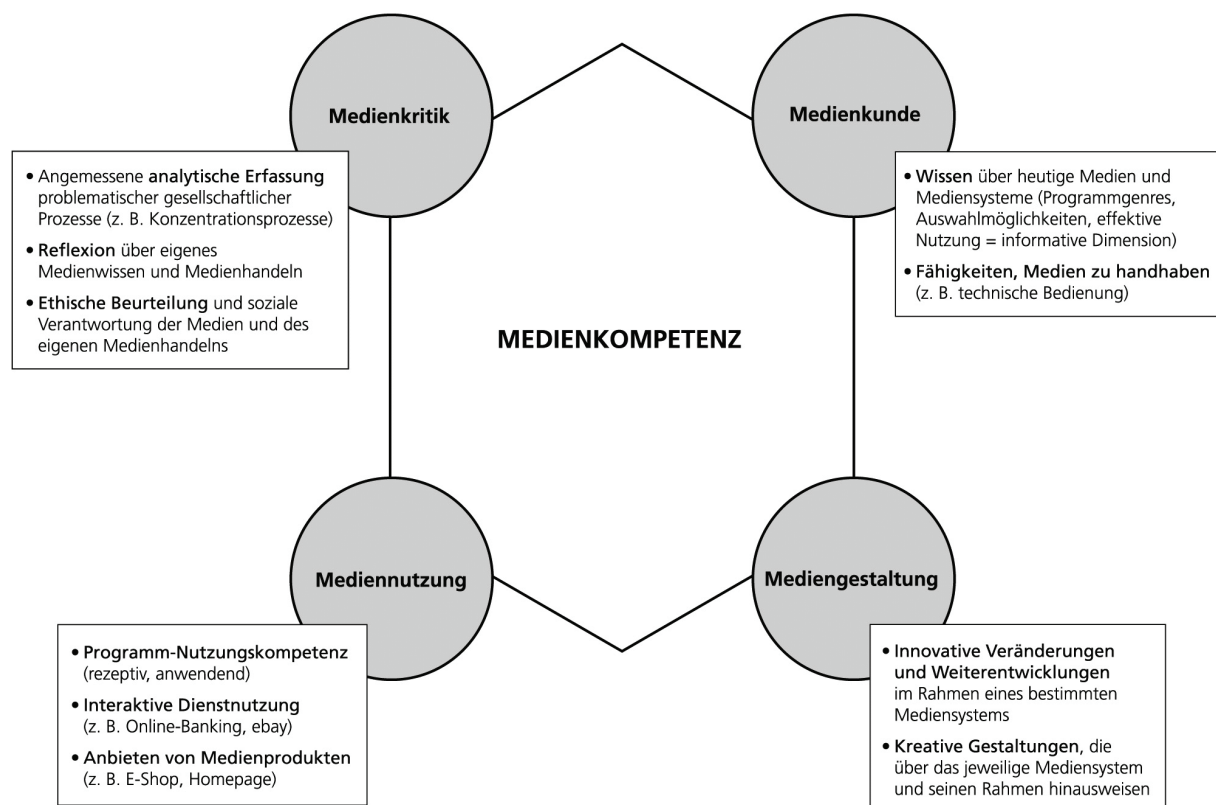 Medienkritik
• Angemessene analytische Erfassung
problematischer gesellschaftlicher
Prozesse (z. B. Konzentrationsprozesse)
• Reflexion über eigenes
Medienwissen und Medienhandeln
• Ethische Beurteilung und soziale
Verantwortung der Medien und des
eigenen Medienhandelns
Medienkunde
• Wissen über heutige Medien und
Mediensysteme (Programmgenres,
Auswahlmöglichkeiten, effektive
Nutzung = informative Dimension)
• Fähigkeiten, Medien zu handhaben
(z. B. technische Bedienung)
MEDIENKOMPETENZ
Mediennutzung
• Programm-Nutzungskompetenz
(rezeptiv, anwendend)
• Interaktive Dienstnutzung
(z. B. Online-Banking, ebay)
• Anbieten von Medienprodukten
(z. B. E-Shop, Homepage)
Mediengestaltung
• Innovative Veränderungen
und Weiterentwicklungen
im Rahmen eines bestimmten
Mediensystems
• Kreative Gestaltungen, die
über das jeweilige Mediensystem
und seinen Rahmen hinausweisen